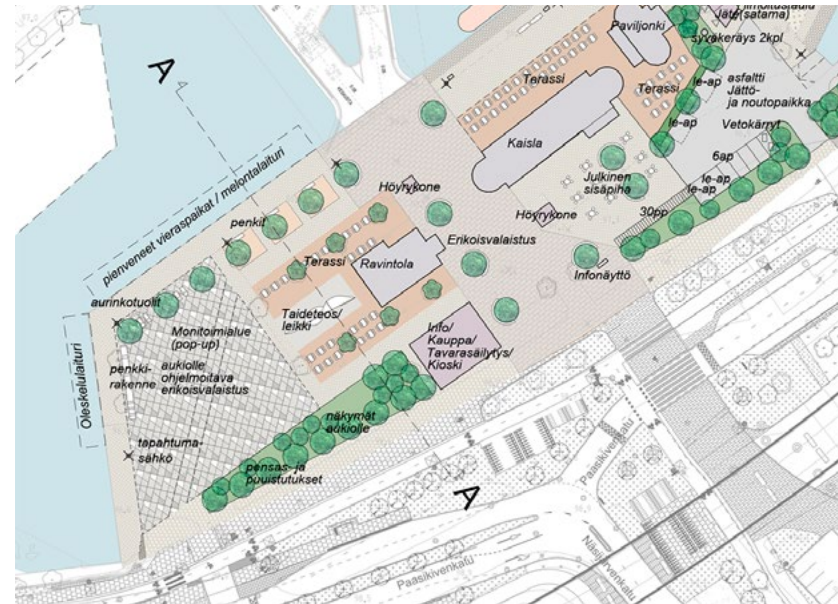 Paviljonki
Jäte(satama)
syväkeräys 2kpl
Terassi
Terassi
le-ap
asfaltti
Jättö-
ja noutopaikka
le-ap
Vetokärryt
Kaisla
6ap
le-ap
le-ap
Julkinen
sisäpiha
30pp
Höyrykone
Höyrykone
Erikoisvalaistus
Infonäyttö
A
pienveneet vieraspaikat / melontalaituri
penkit
Terassi
Ravintola
aurinkotuolit
Taideteos/
leikki
Monitoimialue
(pop-up)
Info/
Kauppa/
Tavarasäilytys/
Kioski
Oleskelulaituri
penkki-
rakenne
aukiolle
ohjelmoitava
erikoisvalaistus
näkymät
aukiolle
tapahtuma-
sähkö
pensas- ja
puuistutukset
A
Paasikivenkatu
Paasikivenkatu
Näsijärvenkatu